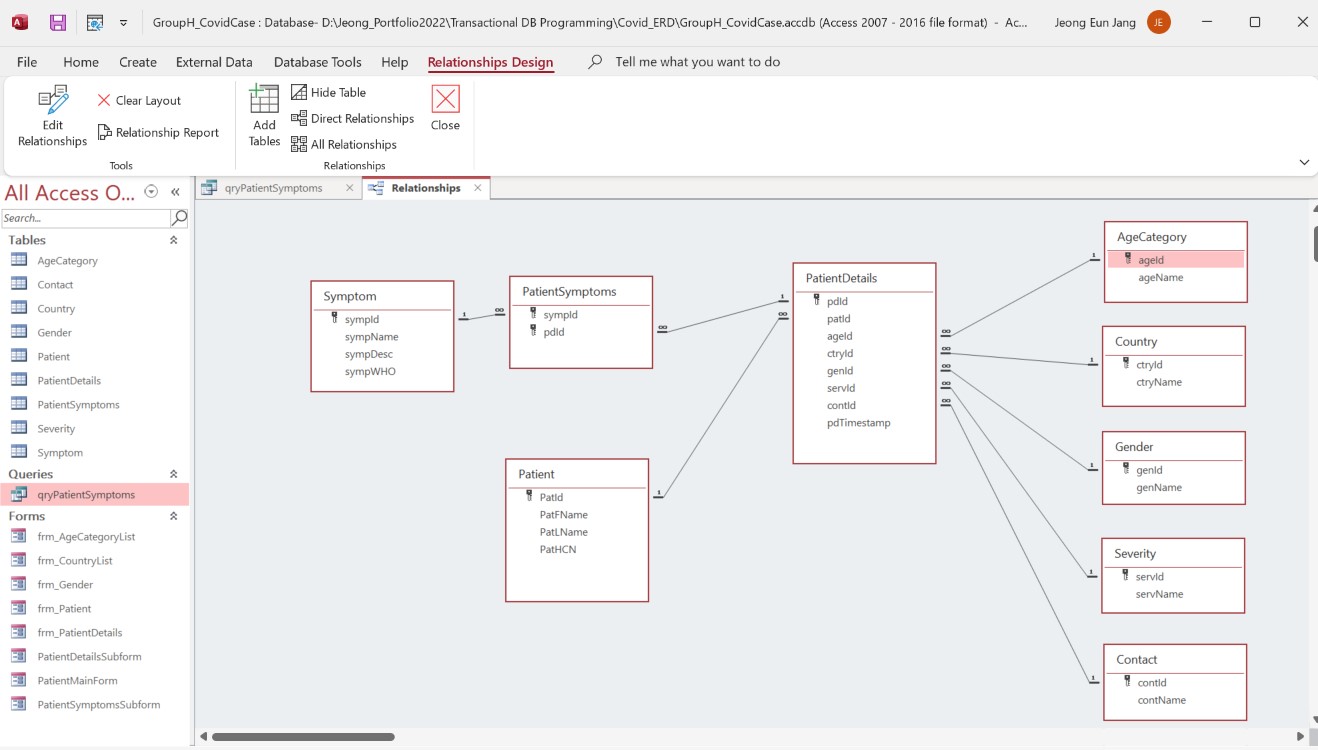 GroupH_CovidCase : Database- D:\Jeong_Portfolio2022\Transactional DB Programming\Covid_ERD\GroupH_CovidCase.accdb (Access 2007 - 2016 file format) - Ac... Jeong Eun Jang JE
File Home Create External Data Database Tools Help Relationships Design Tell me what you want to do
Edit Relationships
Clear Layout
Relationship Report
Tools
Add Tables
Hide Table
Direct Relationships
All Relationships
Relationships
Close
All Access O...
Search...
Tables
AgeCategory
Contact
Country
Gender
Patient
PatientDetails
PatientSymptoms
Severity
Symptom
Queries
qryPatientSymptoms
Forms
frm_AgeCategoryList
frm_CountryList
frm_Gender
frm_Patient
frm_PatientDetails
PatientDetailsSubform
PatientMainForm
PatientSymptomsSubform
qryPatientSymptoms Relationships
Symptom
sympId
sympName
sympDesc
sympWHO
1 ∞
PatientSymptoms
sympId
pdId
∞ 1
Patient
PatId
PatFName
PatLName
PatHCN
1 ∞
PatientDetails
pdId
patId
ageId
ctryId
genId
servId
contId
pdTimestamp
∞ 1
∞ 1
∞ 1
∞ 1
∞ 1
AgeCategory
ageId
ageName
Country
ctryId
ctryName
Gender
genId
genName
Severity
servId
servName
Contact
contId
contName